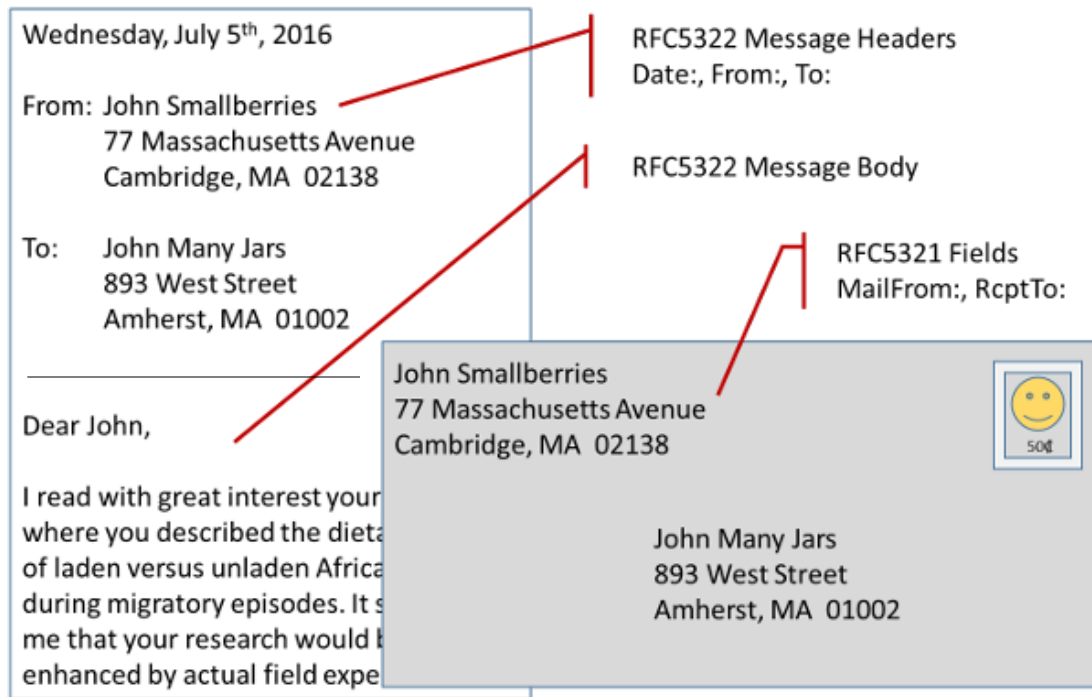 Wednesday, July 5th, 2016
From: John Smallberries
77 Massachusetts Avenue
Cambridge, MA 02138
To: John Many Jars
893 West Street
Amherst, MA 01002
Dear John,
I read with great interest your
where you described the dieta
of laden versus unladen Africa
during migratory episodes. It s
me that your research would b
enhanced by actual field expe
RFC5322 Message Headers
Date:, From:, To:
RFC5322 Message Body
RFC5321 Fields
MailFrom:, RcptTo:
John Smallberries
77 Massachusetts Avenue
Cambridge, MA 02138
50¢
John Many Jars
893 West Street
Amherst, MA 01002